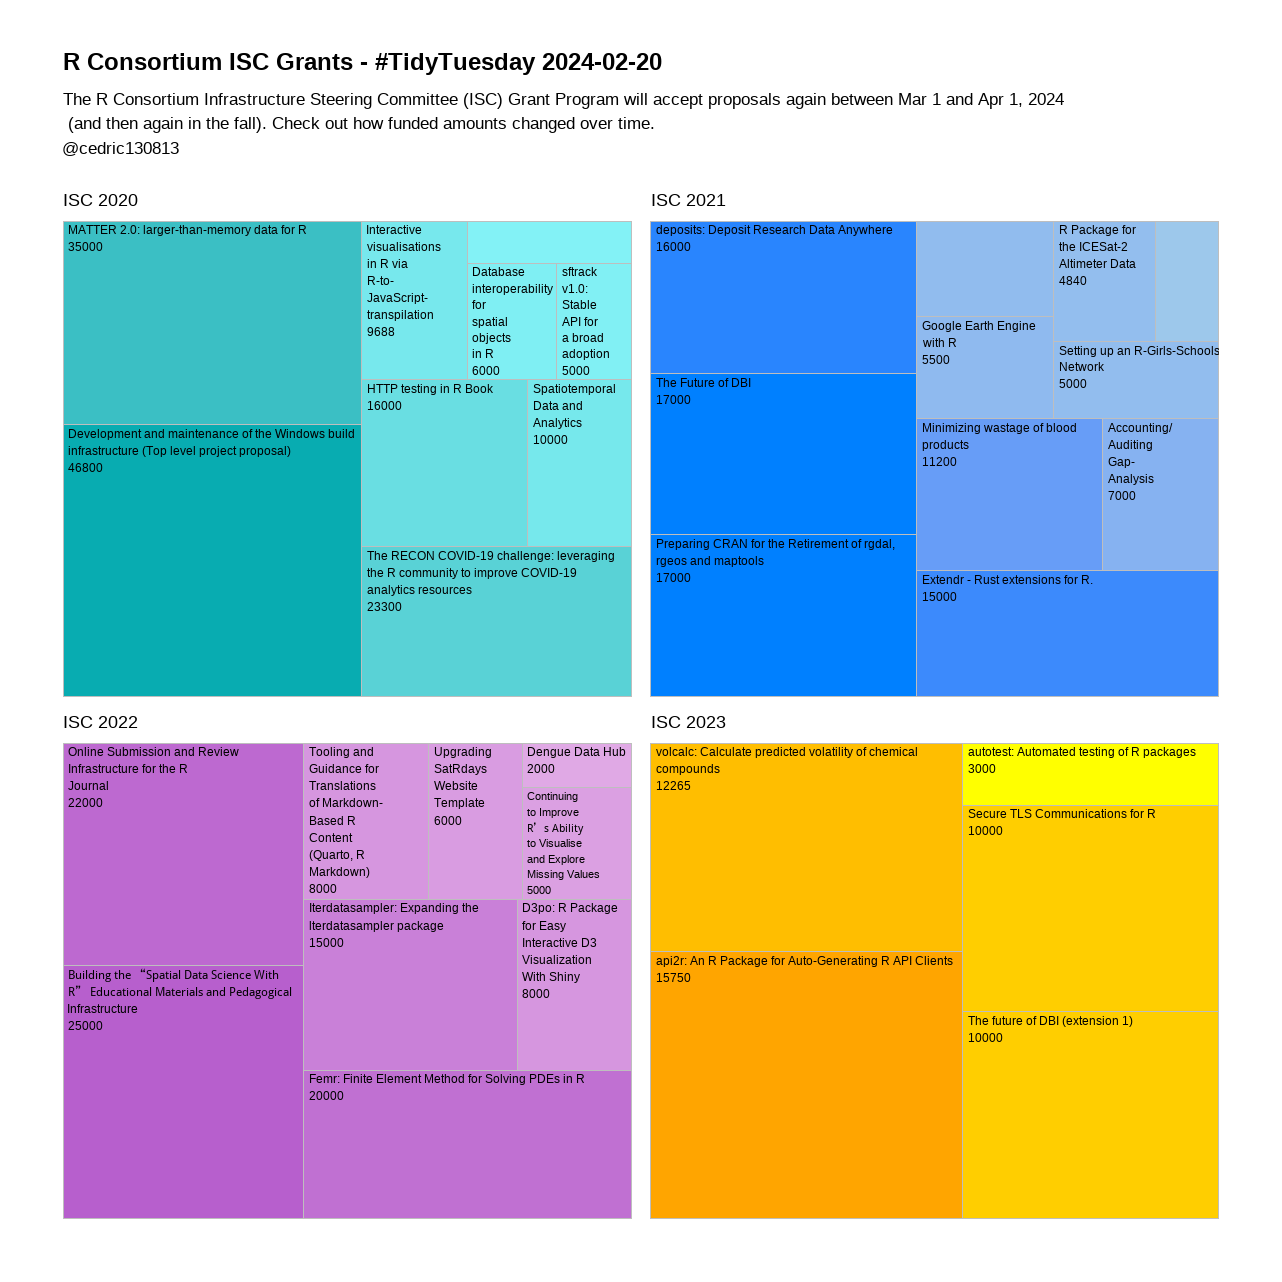 R Consortium ISC Grants - #TidyTuesday 2024-02-20
The R Consortium Infrastructure Steering Committee (ISC) Grant Program will accept proposals again between Mar 1 and Apr 1, 2024
(and then again in the fall). Check out how funded amounts changed over time.
@cedric130813
ISC 2020
MATTER 2.0: larger-than-memory data for R
35000
Development and maintenance of the Windows build
infrastructure (Top level project proposal)
46800
Interactive
visualisations
in R via
R-to-
JavaScript-
transpilation
9688
Database
interoperability
for
spatial
objects
in R
6000
sftrack
v1.0:
Stable
API for
a broad
adoption
5000
HTTP testing in R Book
16000
Spatiotemporal
Data and
Analytics
10000
The RECON COVID-19 challenge: leveraging
the R community to improve COVID-19
analytics resources
23300
ISC 2021
deposits: Deposit Research Data Anywhere
16000
The Future of DBI
17000
Preparing CRAN for the Retirement of rgdal,
rgeos and maptools
17000
Google Earth Engine
with R
5500
R Package for
the ICESat-2
Altimeter Data
4840
Setting up an R-Girls-Schools
Network
5000
Minimizing wastage of blood
products
11200
Accounting/
Auditing
Gap-
Analysis
7000
Extendr - Rust extensions for R.
15000
ISC 2022
Online Submission and Review
Infrastructure for the R
Journal
22000
Building the “Spatial Data Science With
R” Educational Materials and Pedagogical
Infrastructure
25000
Tooling and
Guidance for
Translations
of Markdown-
Based R
Content
(Quarto, R
Markdown)
8000
Upgrading
SatRdays
Website
Template
6000
Dengue Data Hub
2000
Continuing
to Improve
R’s Ability
to Visualise
and Explore
Missing Values
5000
lterdatasampler: Expanding the
lterdatasampler package
15000
D3po: R Package
for Easy
Interactive D3
Visualization
With Shiny
8000
Femr: Finite Element Method for Solving PDEs in R
20000
ISC 2023
volcalc: Calculate predicted volatility of chemical
compounds
12265
api2r: An R Package for Auto-Generating R API Clients
15750
autotest: Automated testing of R packages
3000
Secure TLS Communications for R
10000
The future of DBI (extension 1)
10000